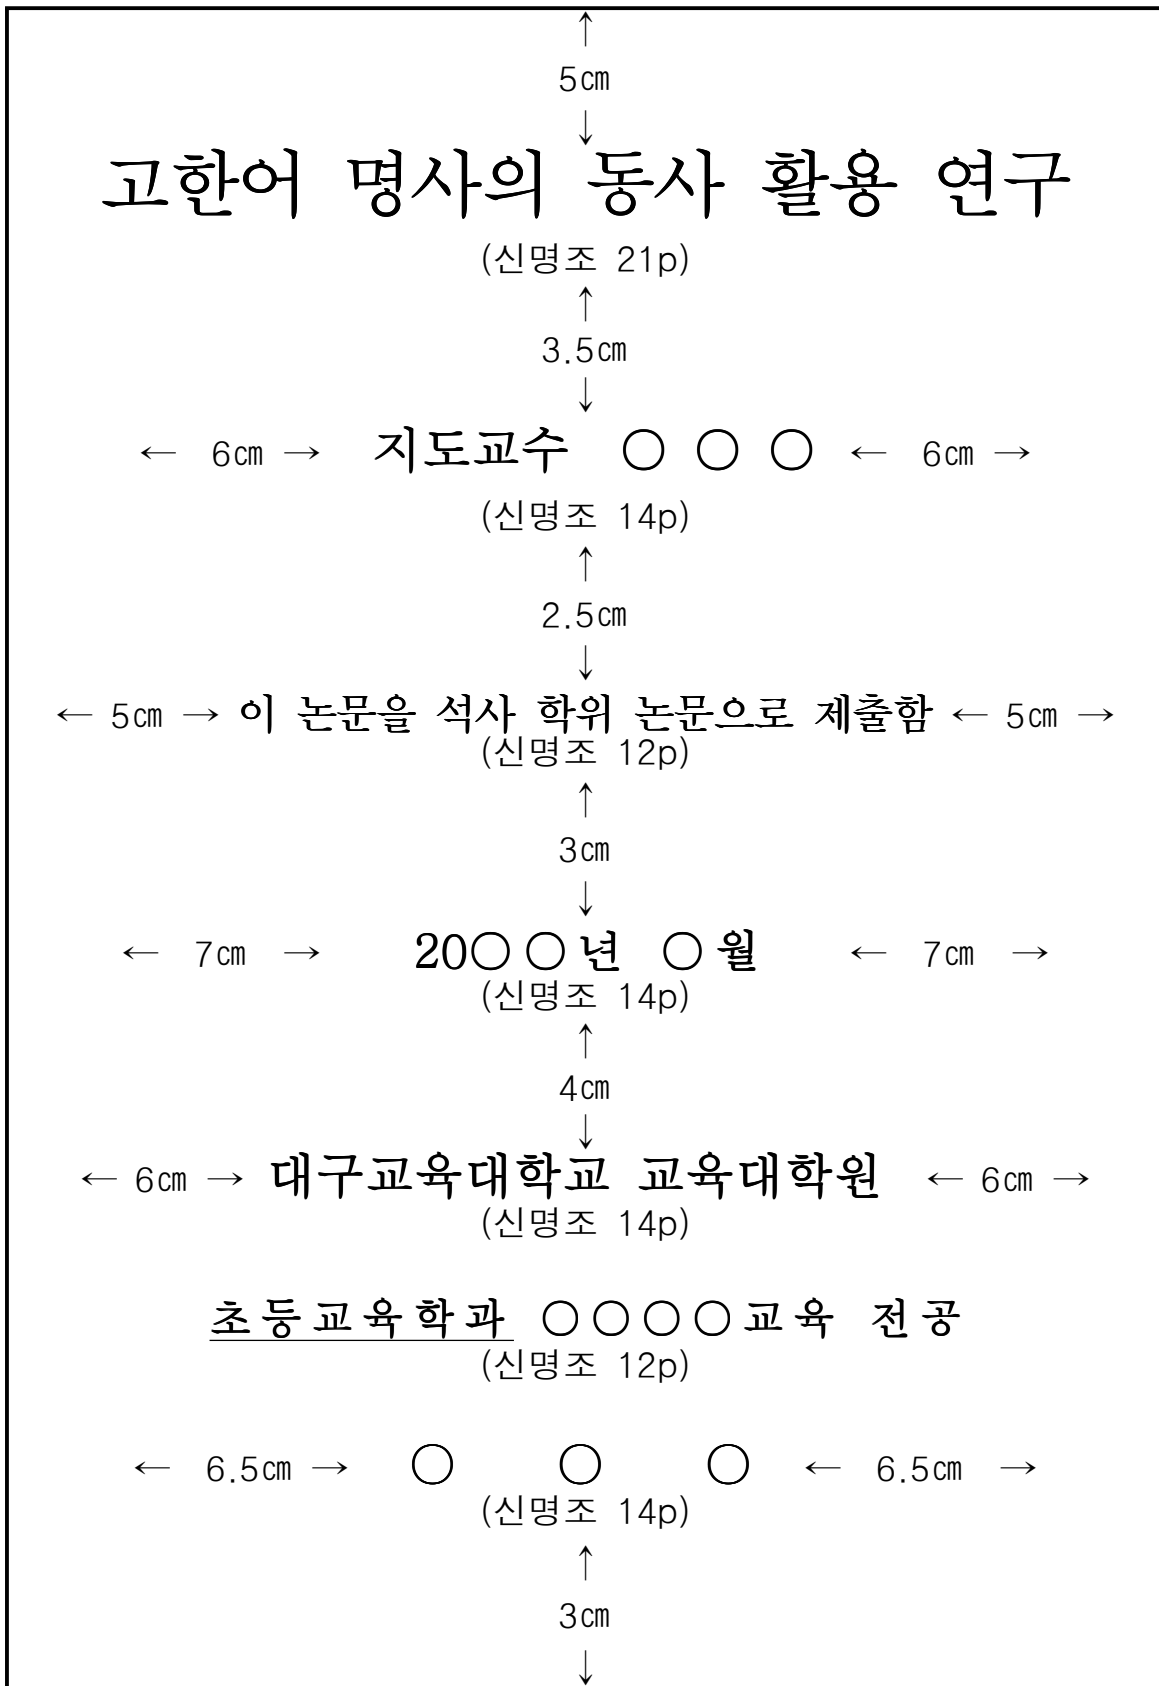 ↑
5㎝
↓
고한어 명사의 동사 활용 연구
(신명조 21p)
↑
3.5㎝
↓
← 6㎝ → 지도교수 ○ ○ ○ ← 6㎝ →
(신명조 14p)
↑
2.5㎝
↓
← 5㎝ → 이 논문을 석사 학위 논문으로 제출함 ← 5㎝ →
(신명조 12p)
↑
3㎝
↓
← 7㎝ → 20○○년 ○월 ← 7㎝ →
(신명조 14p)
↑
4㎝
↓
← 6㎝ → 대구교육대학교 교육대학원 ← 6㎝ →
(신명조 14p)
초등교육학과 ○○○○교육 전공
(신명조 12p)
← 6.5㎝ → ○ ○ ○ ← 6.5㎝ →
(신명조 14p)
↑
3㎝
↓